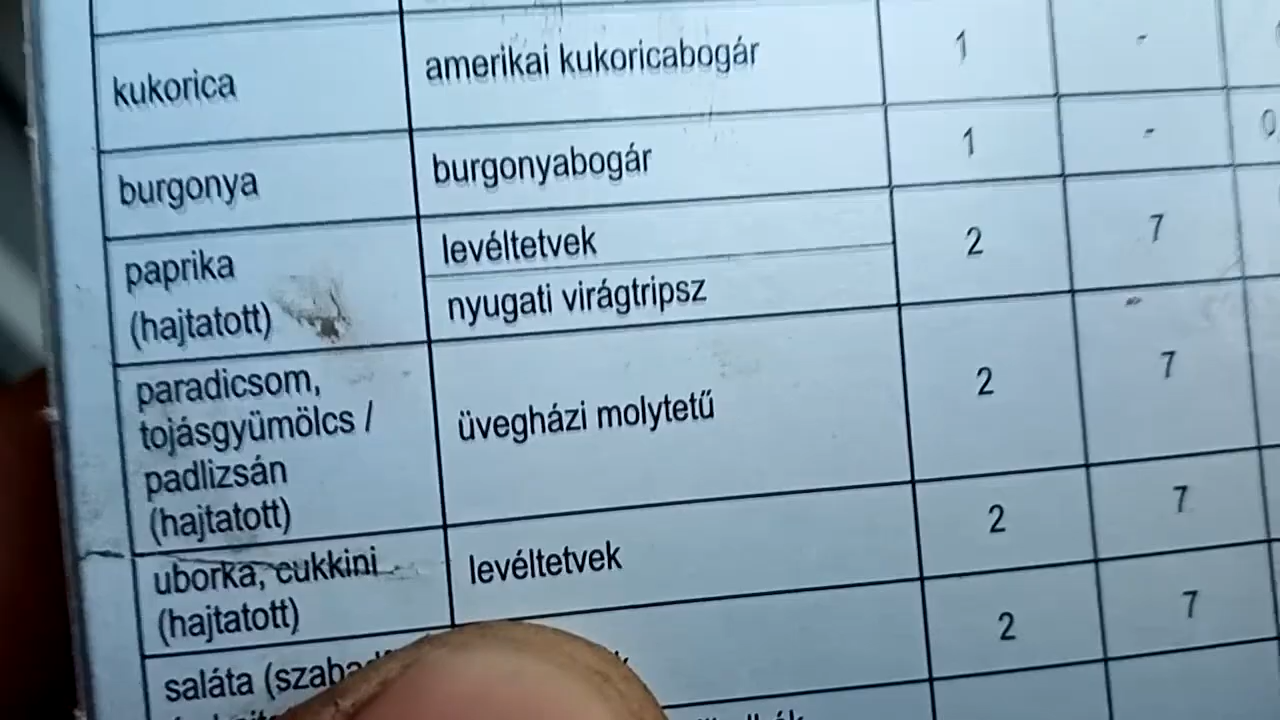 kukorica amerikai kukoricabogár 1 -
burgonya burgonyabogár 1 - 0
paprika (hajtatott) levéltetvek 2 7
nyugati virágtripsz
paradicsom,
tojásgyümölcs /
padlizsán
(hajtatott) üvegházi molytetű 2 7
uborka, cukkini
(hajtatott) levéltetvek 2 7
saláta 2 7